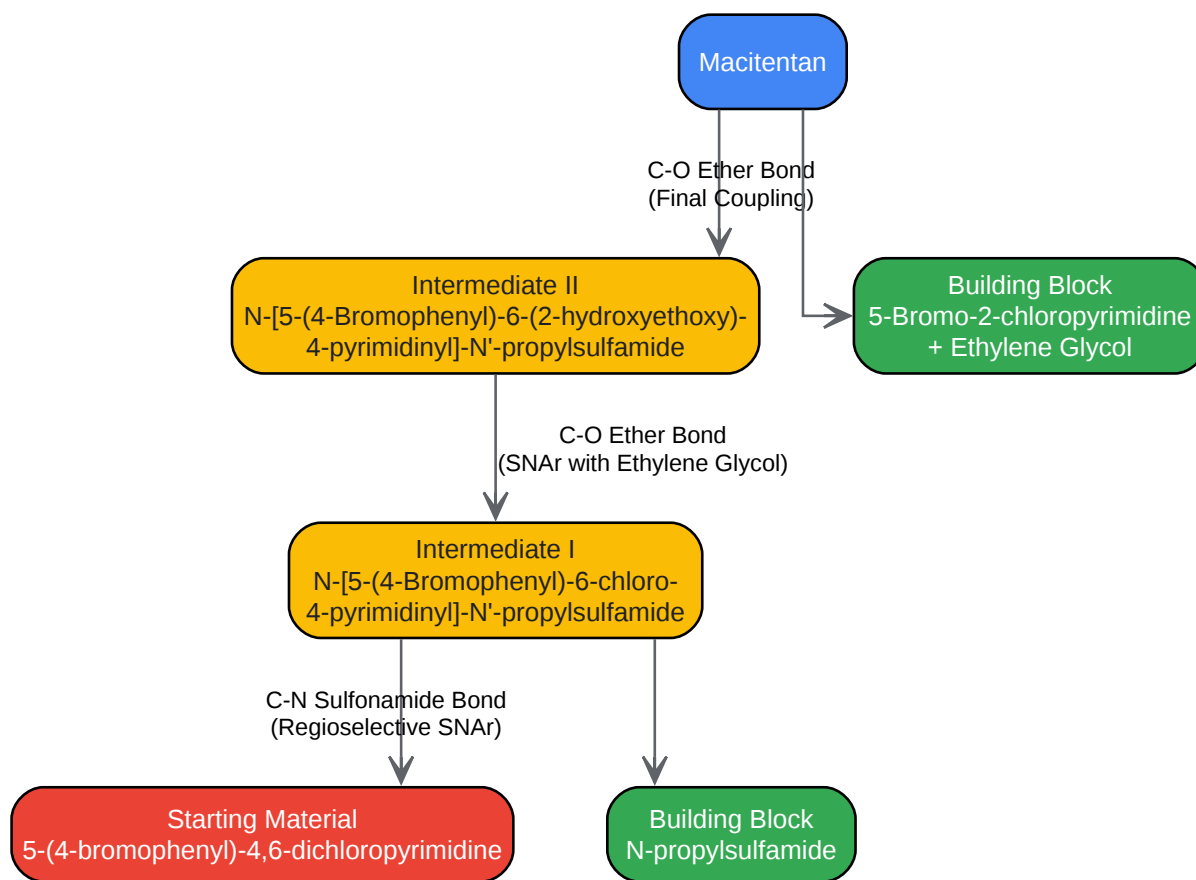 Macitentan
C-O Ether Bond
(Final Coupling)
Intermediate II
N-[5-(4-Bromophenyl)-6-(2-hydroxyethoxy)-
4-pyrimidinyl]-N'-propylsulfamide
Building Block
5-Bromo-2-chloropyrimidine
+ Ethylene Glycol
C-O Ether Bond
(SNAr with Ethylene Glycol)
Intermediate I
N-[5-(4-Bromophenyl)-6-chloro-
4-pyrimidinyl]-N'-propylsulfamide
C-N Sulfonamide Bond
(Regioselective SNAr)
Starting Material
5-(4-bromophenyl)-4,6-dichloropyrimidine
Building Block
N-propylsulfamide